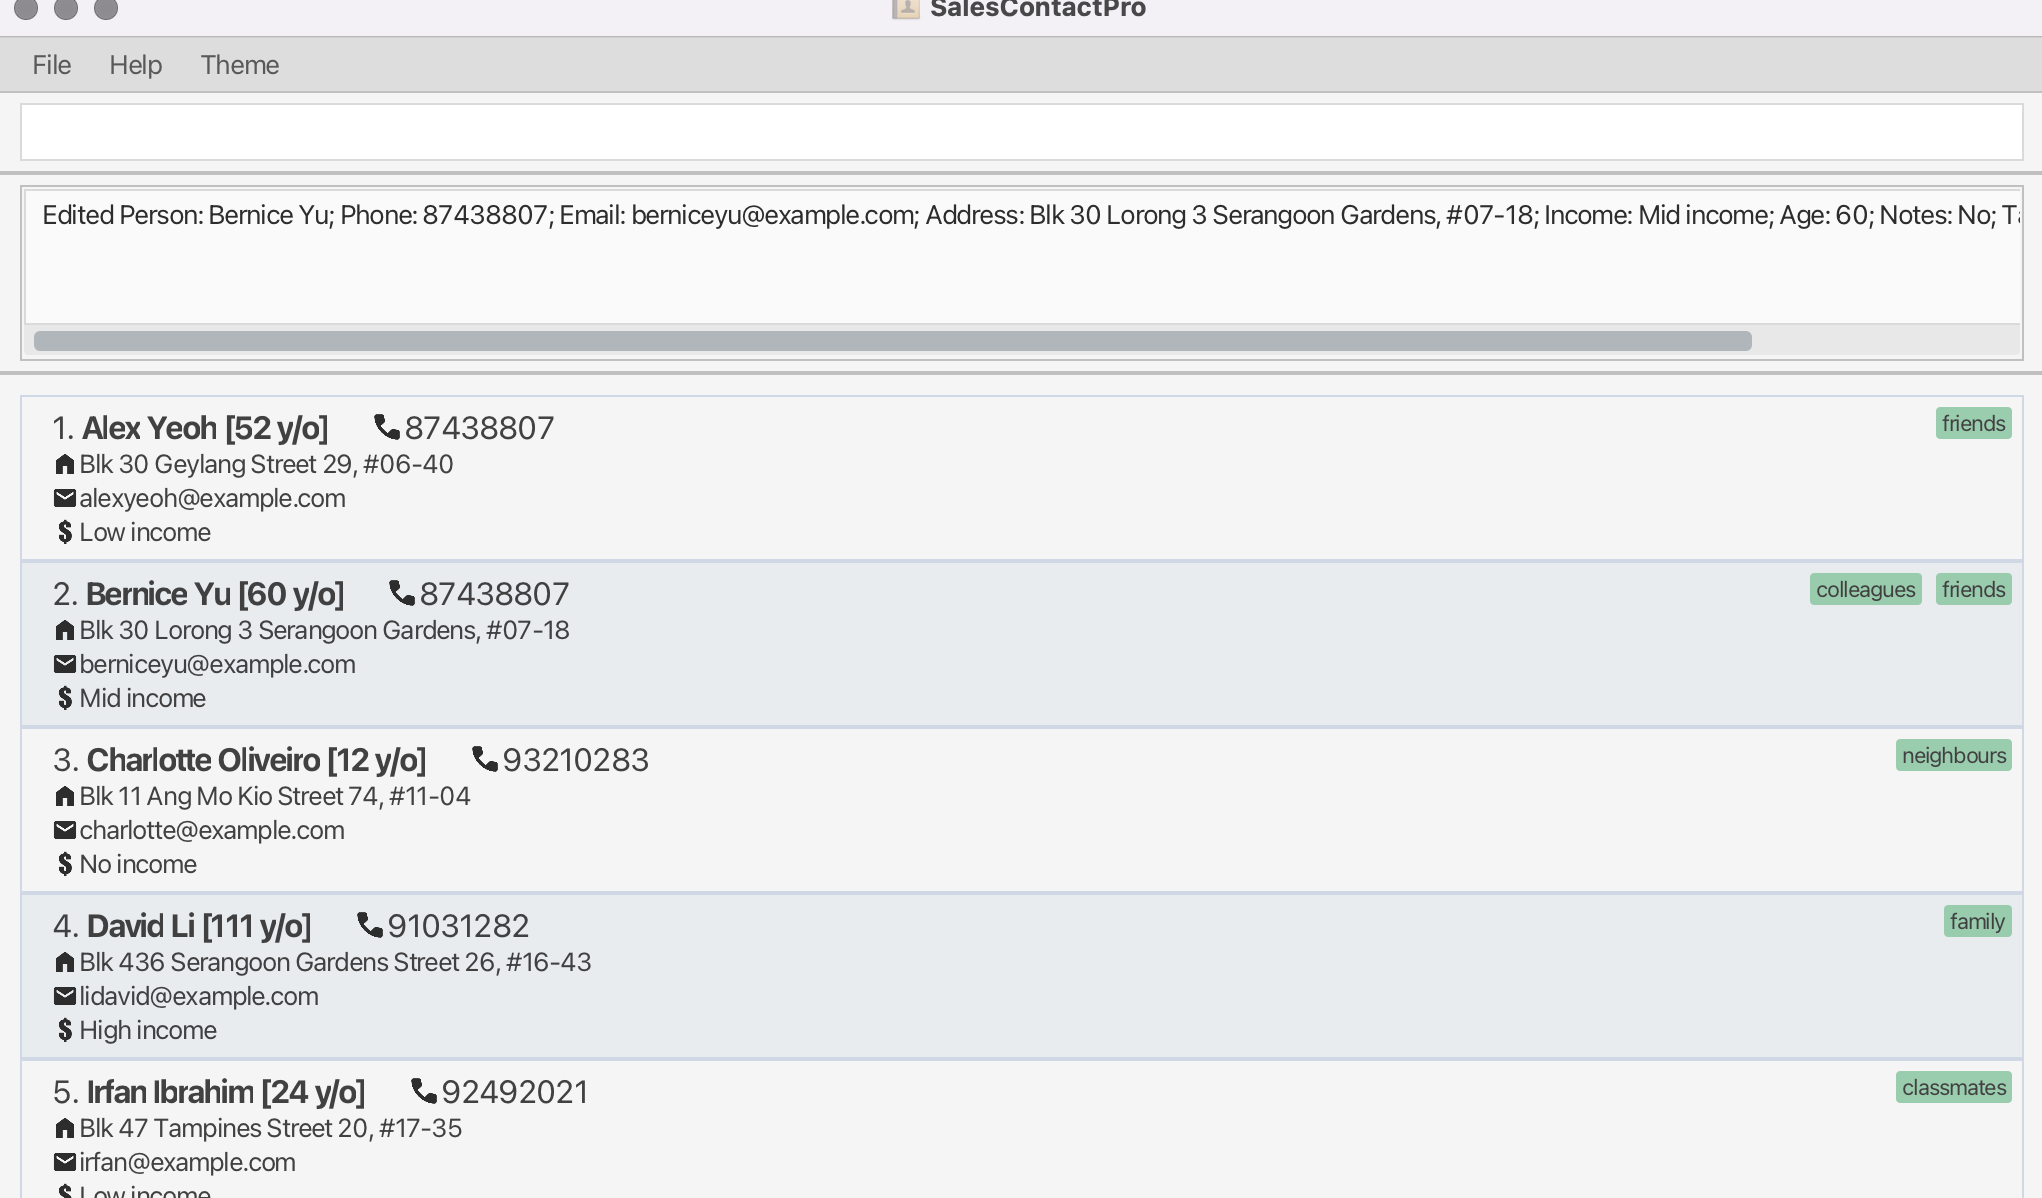 SalesContactPro
File Help Theme
Edited Person: Bernice Yu; Phone: 87438807; Email: berniceyu@example.com; Address: Blk 30 Lorong 3 Serangoon Gardens, #07-18; Income: Mid income; Age: 60; Notes: No;
1. Alex Yeoh [52 y/o] 87438807 friends
Blk 30 Geylang Street 29, #06-40
alexyeoh@example.com
$ Low income
2. Bernice Yu [60 y/o] 87438807 colleagues friends
Blk 30 Lorong 3 Serangoon Gardens, #07-18
berniceyu@example.com
$ Mid income
3. Charlotte Oliveiro [12 y/o] 93210283 neighbours
Blk 11 Ang Mo Kio Street 74, #11-04
charlotte@example.com
$ No income
4. David Li [111 y/o] 91031282 family
Blk 436 Serangoon Gardens Street 26, #16-43
lidavid@example.com
$ High income
5. Irfan Ibrahim [24 y/o] 92492021 classmates
Blk 47 Tampines Street 20, #17-35
irfan@example.com
$ Low income